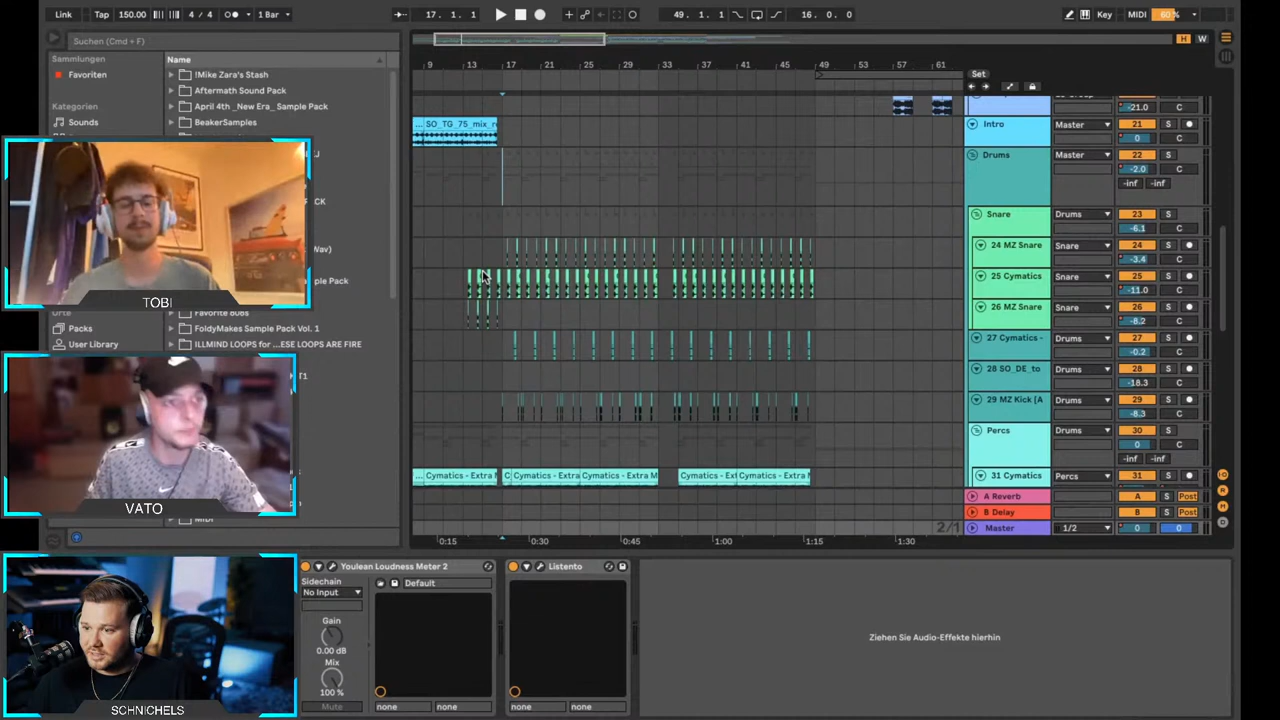 Link
Tap
150.00
4 / 4
1 Bar
17. 1. 1
49. 1. 1
16. 0. 0
Key
MIDI
60 %
Suchen (Cmd + F)
H
W
Sammlungen
Favoriten
Kategorien
Sounds
Name
!Mike Zara's Stash
Aftermath Sound Pack
April 4th _New Era_ Sample Pack
BeakerSamples
Wav)
ple Pack
FoldyMakes Sample Pack Vol. 1
ILLMIND LOOPS for ...ESE LOOPS ARE FIRE
Packs
User Library
9
13
17
21
25
29
33
37
41
45
49
53
57
61
Set
-21.0
C
... SO_TG_75_mix_r
Intro
Master
21
S
0
C
Drums
Master
22
S
-2.0
-inf
-inf
Snare
Drums
23
S
-6.1
C
24 MZ Snare
Snare
24
S
-3.4
C
25 Cymatics
Snare
25
S
-11.0
C
26 MZ Snare
Snare
26
S
-8.2
C
27 Cymatics -
Drums
27
S
-0.2
C
28 SO_DE_to
Drums
28
S
-18.3
C
29 MZ Kick [A
Drums
29
S
-8.3
C
Percs
Drums
30
S
0
C
-inf
-inf
... Cymatics - Extra M
C
Cymatics - Extra
Cymatics - Extra M
Cymatics - Ext
Cymatics - Extra M
31 Cymatics
Percs
31
S
A Reverb
A
S
Post
B Delay
B
S
Post
2/1
Master
1/2
0
0
0:15
0:30
0:45
1:00
1:15
1:30
TOBI
VATO
SCHNICHELS
Youlean Loudness Meter 2
Sidechain
No Input
Gain
0.00 dB
Mix
100 %
Mute
Default
none
none
Listento
none
none
Ziehen Sie Audio-Effekte hierhin